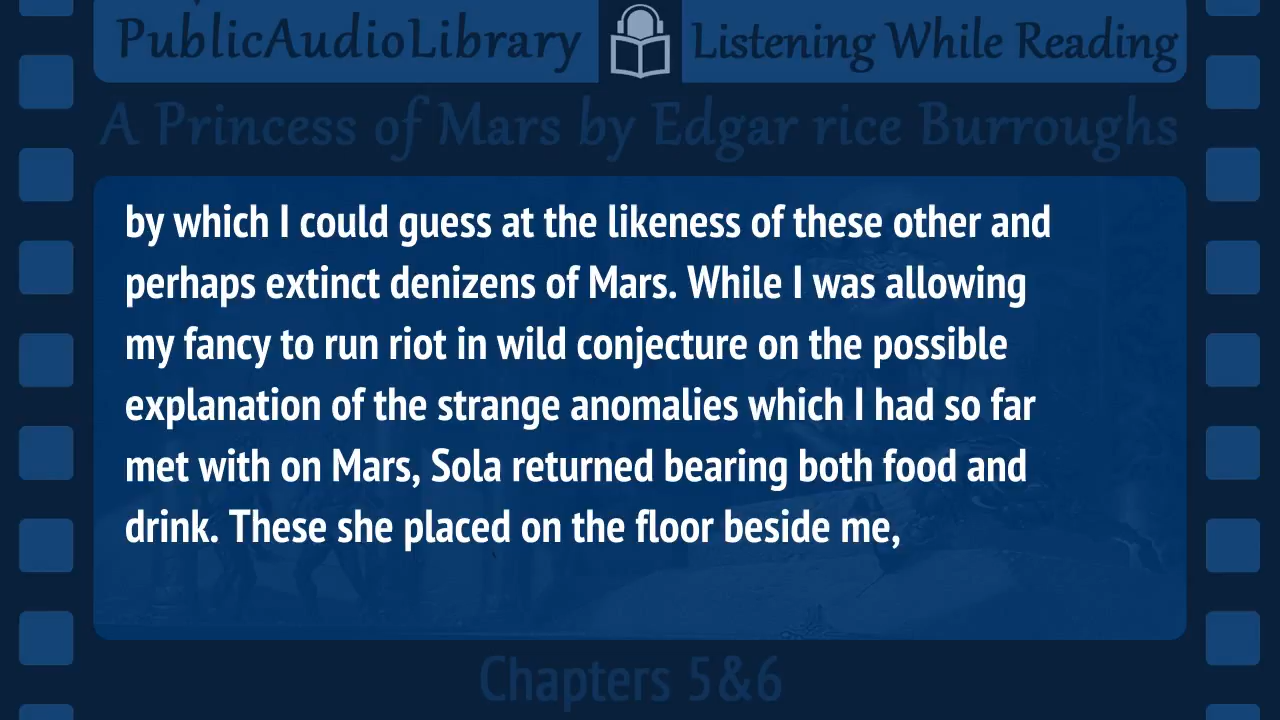 PublicAudioLibrary Listening While Reading
A Princess of Mars by Edgar rice Burroughs
by which I could guess at the likeness of these other and
perhaps extinct denizens of Mars. While I was allowing
my fancy to run riot in wild conjecture on the possible
explanation of the strange anomalies which I had so far
met with on Mars, Sola returned bearing both food and
drink. These she placed on the floor beside me,
Chapters 5&6